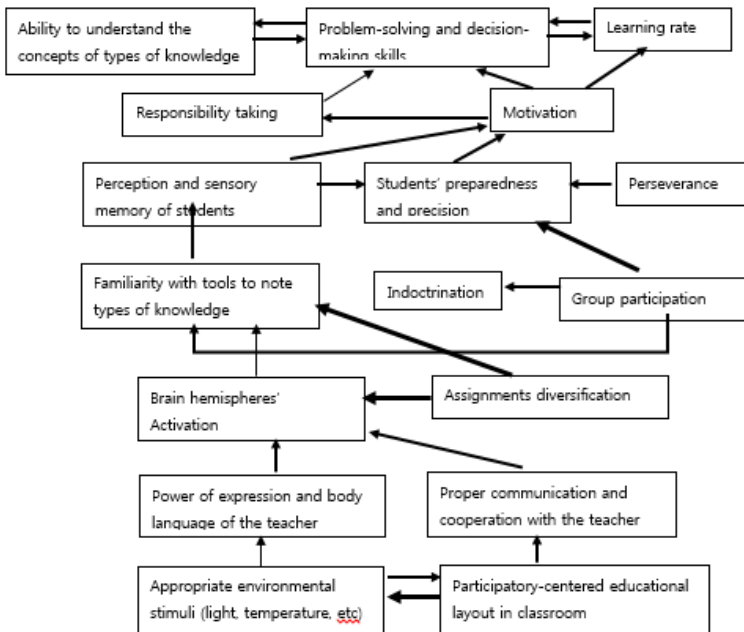 Ability to understand the
concepts of types of knowledge
Problem-solving and decision-
making skills
Learning rate
Responsibility taking
Motivation
Perception and sensory
memory of students
Students' preparedness
and precision
Perseverance
Familiarity with tools to note
types of knowledge
Indoctrination
Group participation
Brain hemispheres'
Activation
Assignments diversification
Power of expression and body
language of the teacher
Proper communication and
cooperation with the teacher
Appropriate environmental
stimuli (light, temperature, etc)
Participatory-centered educational
layout in classroom